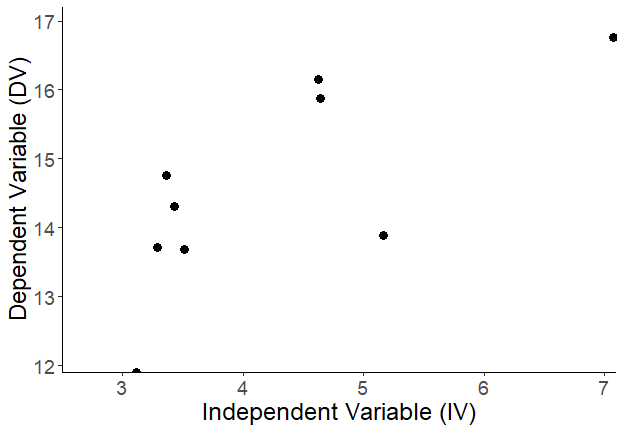 17
16
15
14
13
12
Dependent Variable (DV)
3 4 5 6 7
Independent Variable (IV)